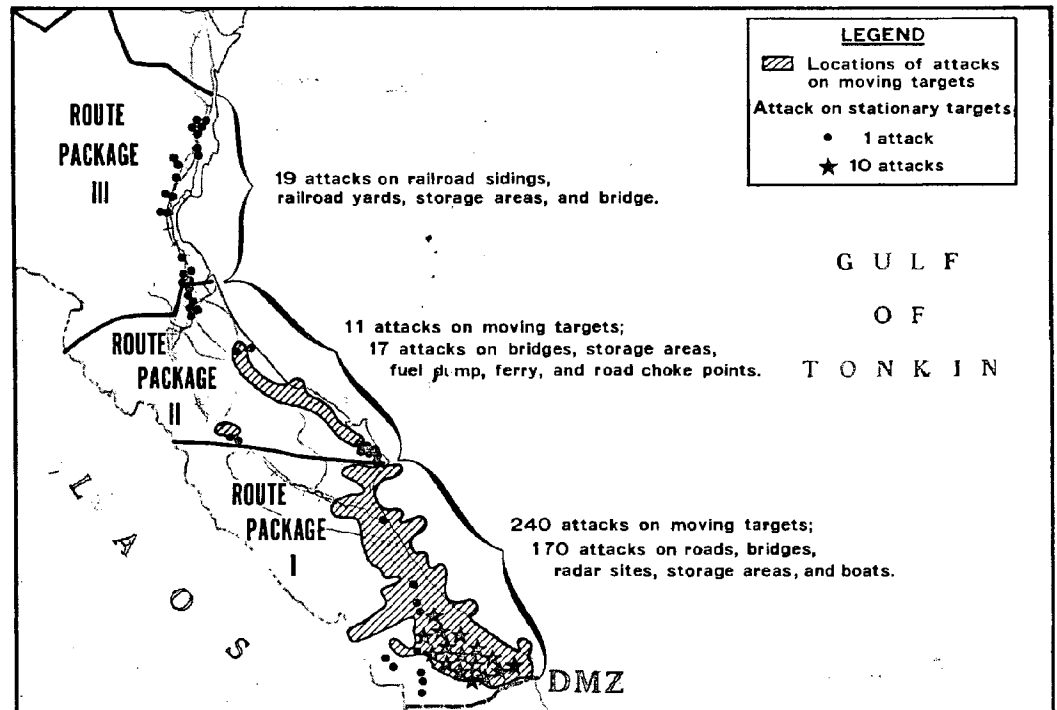 LEGEND
Locations of attacks
on moving targets
Attack on stationary targets
1 attack
10 attacks
ROUTE
PACKAGE
III
19 attacks on railroad sidings,
railroad yards, storage areas, and bridge.
GULF
OF
TONKIN
11 attacks on moving targets;
17 attacks on bridges, storage areas,
fuel dump, ferry, and road choke points.
ROUTE
PACKAGE
II
LAOS
ROUTE
PACKAGE
I
240 attacks on moving targets;
170 attacks on roads, bridges,
radar sites, storage areas, and boats.
DMZ